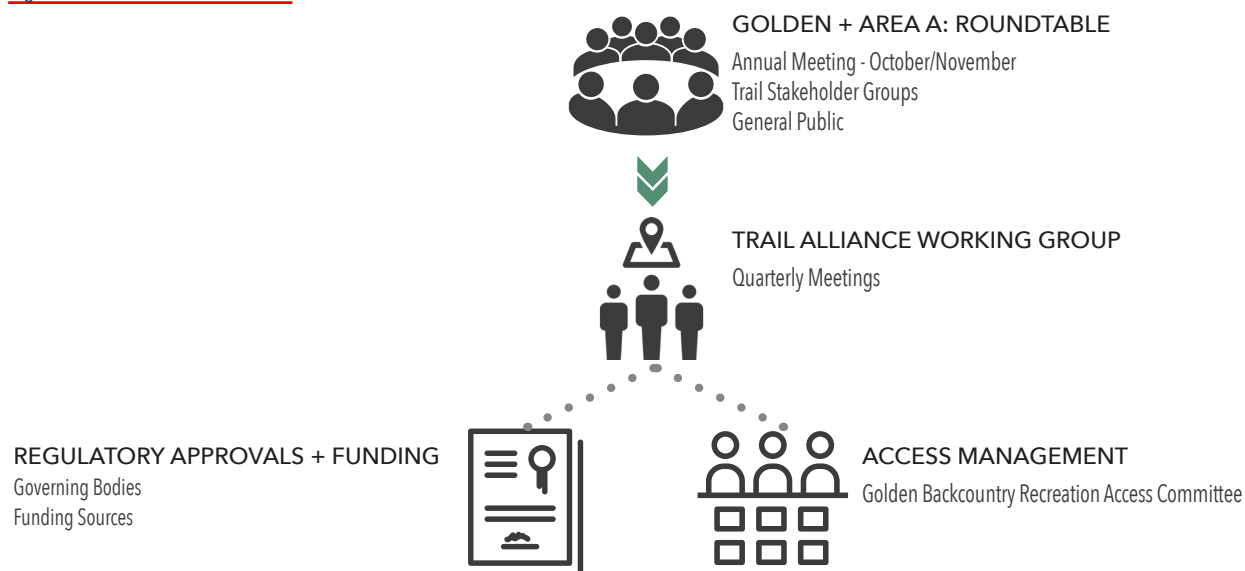 GOLDEN + AREA A: ROUNDTABLE
Annual Meeting - October/November
Trail Stakeholder Groups
General Public
TRAIL ALLIANCE WORKING GROUP
Quarterly Meetings
REGULATORY APPROVALS + FUNDING
Governing Bodies
Funding Sources
ACCESS MANAGEMENT
Golden Backcountry Recreation Access Committee